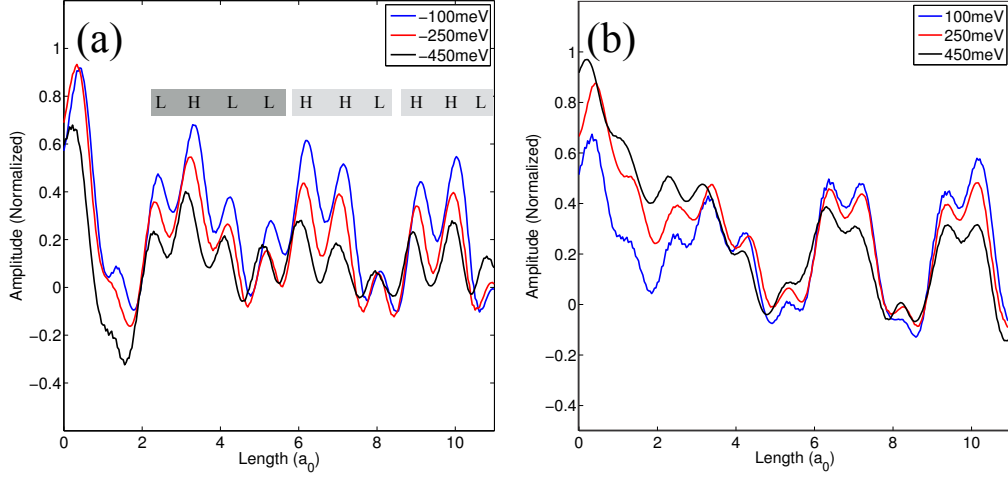 (a)
−100meV
−250meV
−450meV
1
0.8
0.6
0.4
0.2
0
−0.2
−0.4
L H L L H H L H H L
0 2 4 6 8 10
Length (a0)
Amplitude (Normalized)
(b)
100meV
250meV
450meV
1
0.8
0.6
0.4
0.2
0
−0.2
−0.4
0 2 4 6 8 10
Length (a0)
Amplitude (Normalized)